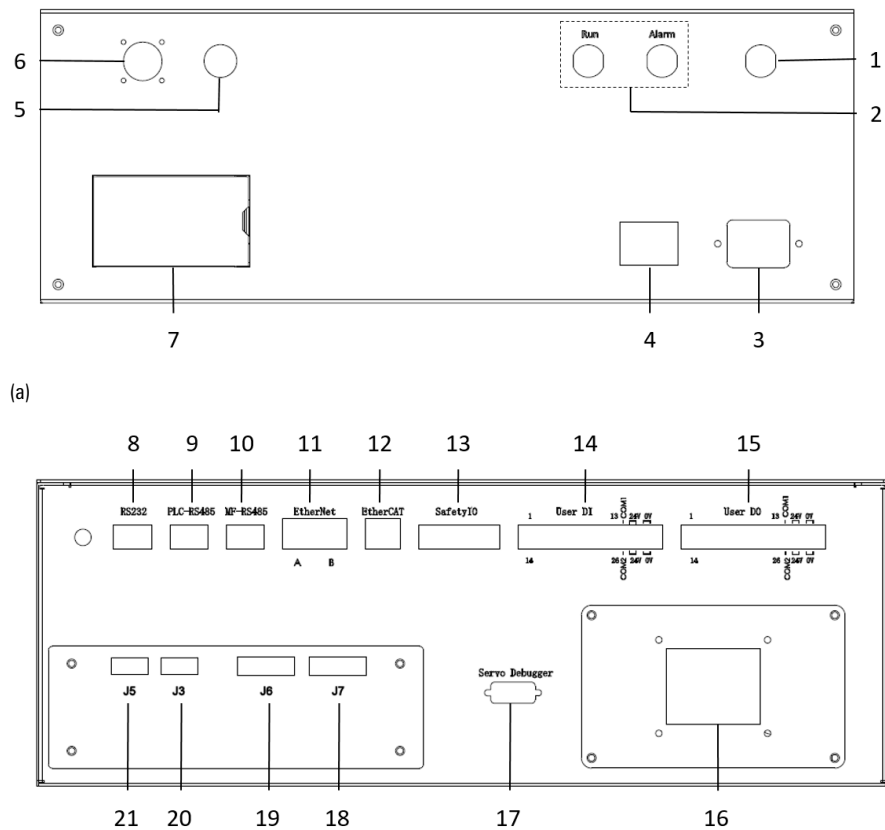 Run Alarm
6 1
5 2
7 4 3
(a)
8 9 10 11 12 13 14 15
RS232 PLC-RS485 MF-RS485 EtherNet EtherCAT SafetyIO User DI User DO
1 13 COM1 24V 0V 1 13 COM1 24V 0V
A B 14 26 COM2 24V 0V 14 26 COM2 24V 0V
Servo Debugger
J5 J3 J6 J7
21 20 19 18 17 16